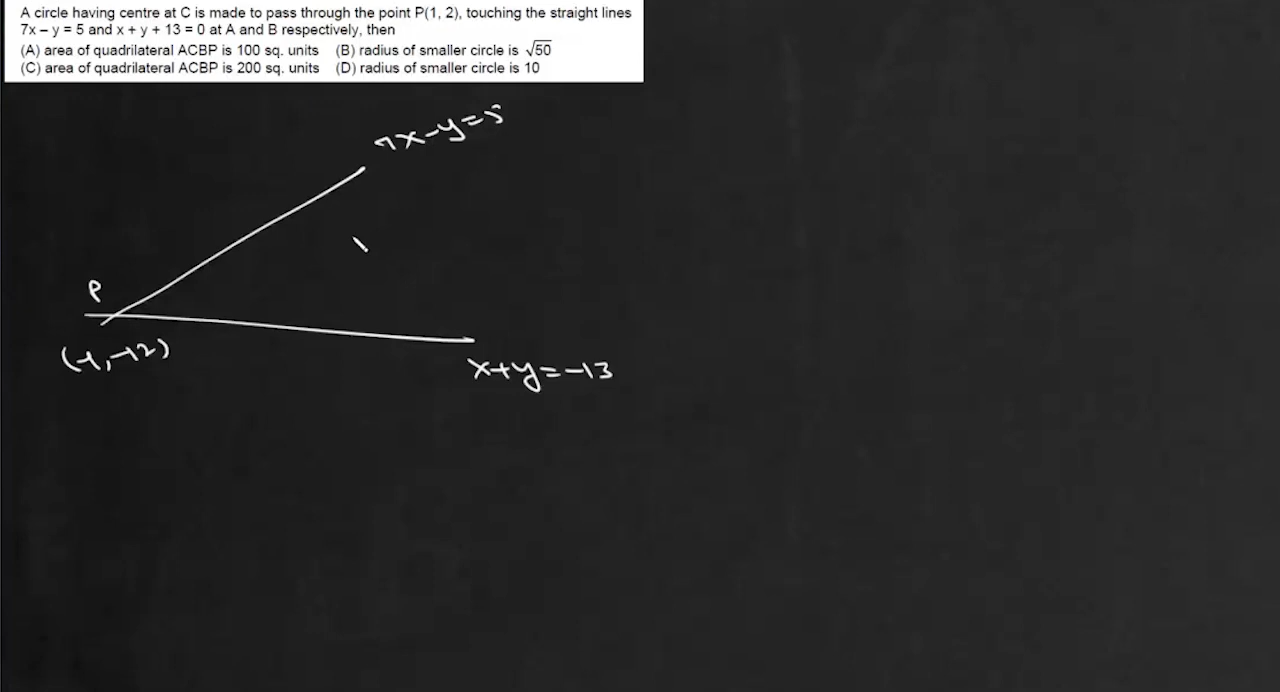 A circle having centre at C is made to pass through the point P(1, 2), touching the straight lines
7x – y = 5 and x + y + 13 = 0 at A and B respectively, then
(A) area of quadrilateral ACBP is 100 sq. units (B) radius of smaller circle is √50
(C) area of quadrilateral ACBP is 200 sq. units (D) radius of smaller circle is 10
7x-y=5
P
(-1,-12)
x+y=-13